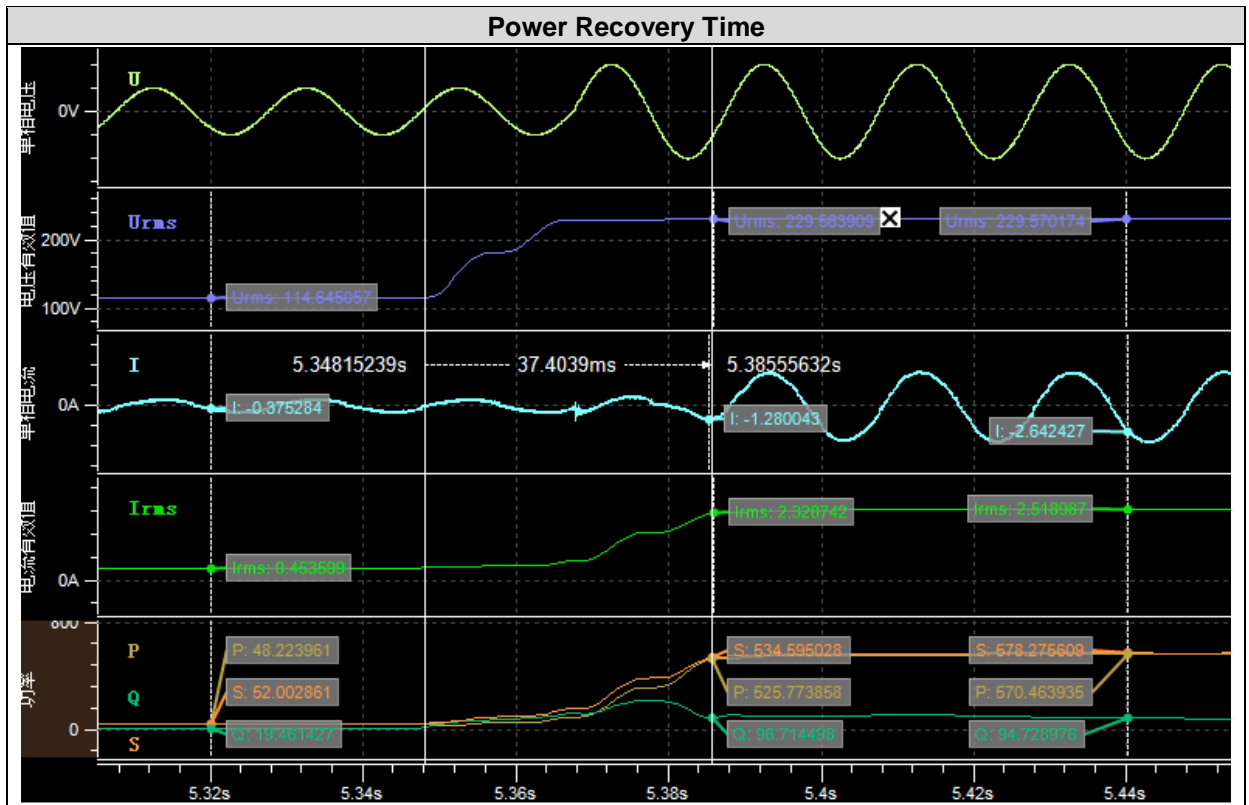 Power Recovery Time
单相电压
U
0V
电压有效值
Urms
200V
100V
Urms: 114.645057
Urms: 229.563909
Urms: 229.570174
单相电流
I
0A
5.34815239s
37.4039ms
5.38555632s
I: -0.375284
I: -1.280043
I: -2.642427
电流有效值
Irms
0A
Irms: 0.453599
Irms: 2.320742
Irms: 2.518987
功率
800
0
P
Q
S
P: 48.223961
S: 52.002861
Q: 19.461427
S: 534.595028
P: 525.773858
Q: 96.714498
S: 578.275609
P: 570.463935
Q: 94.728976
5.32s 5.34s 5.36s 5.38s 5.4s 5.42s 5.44s